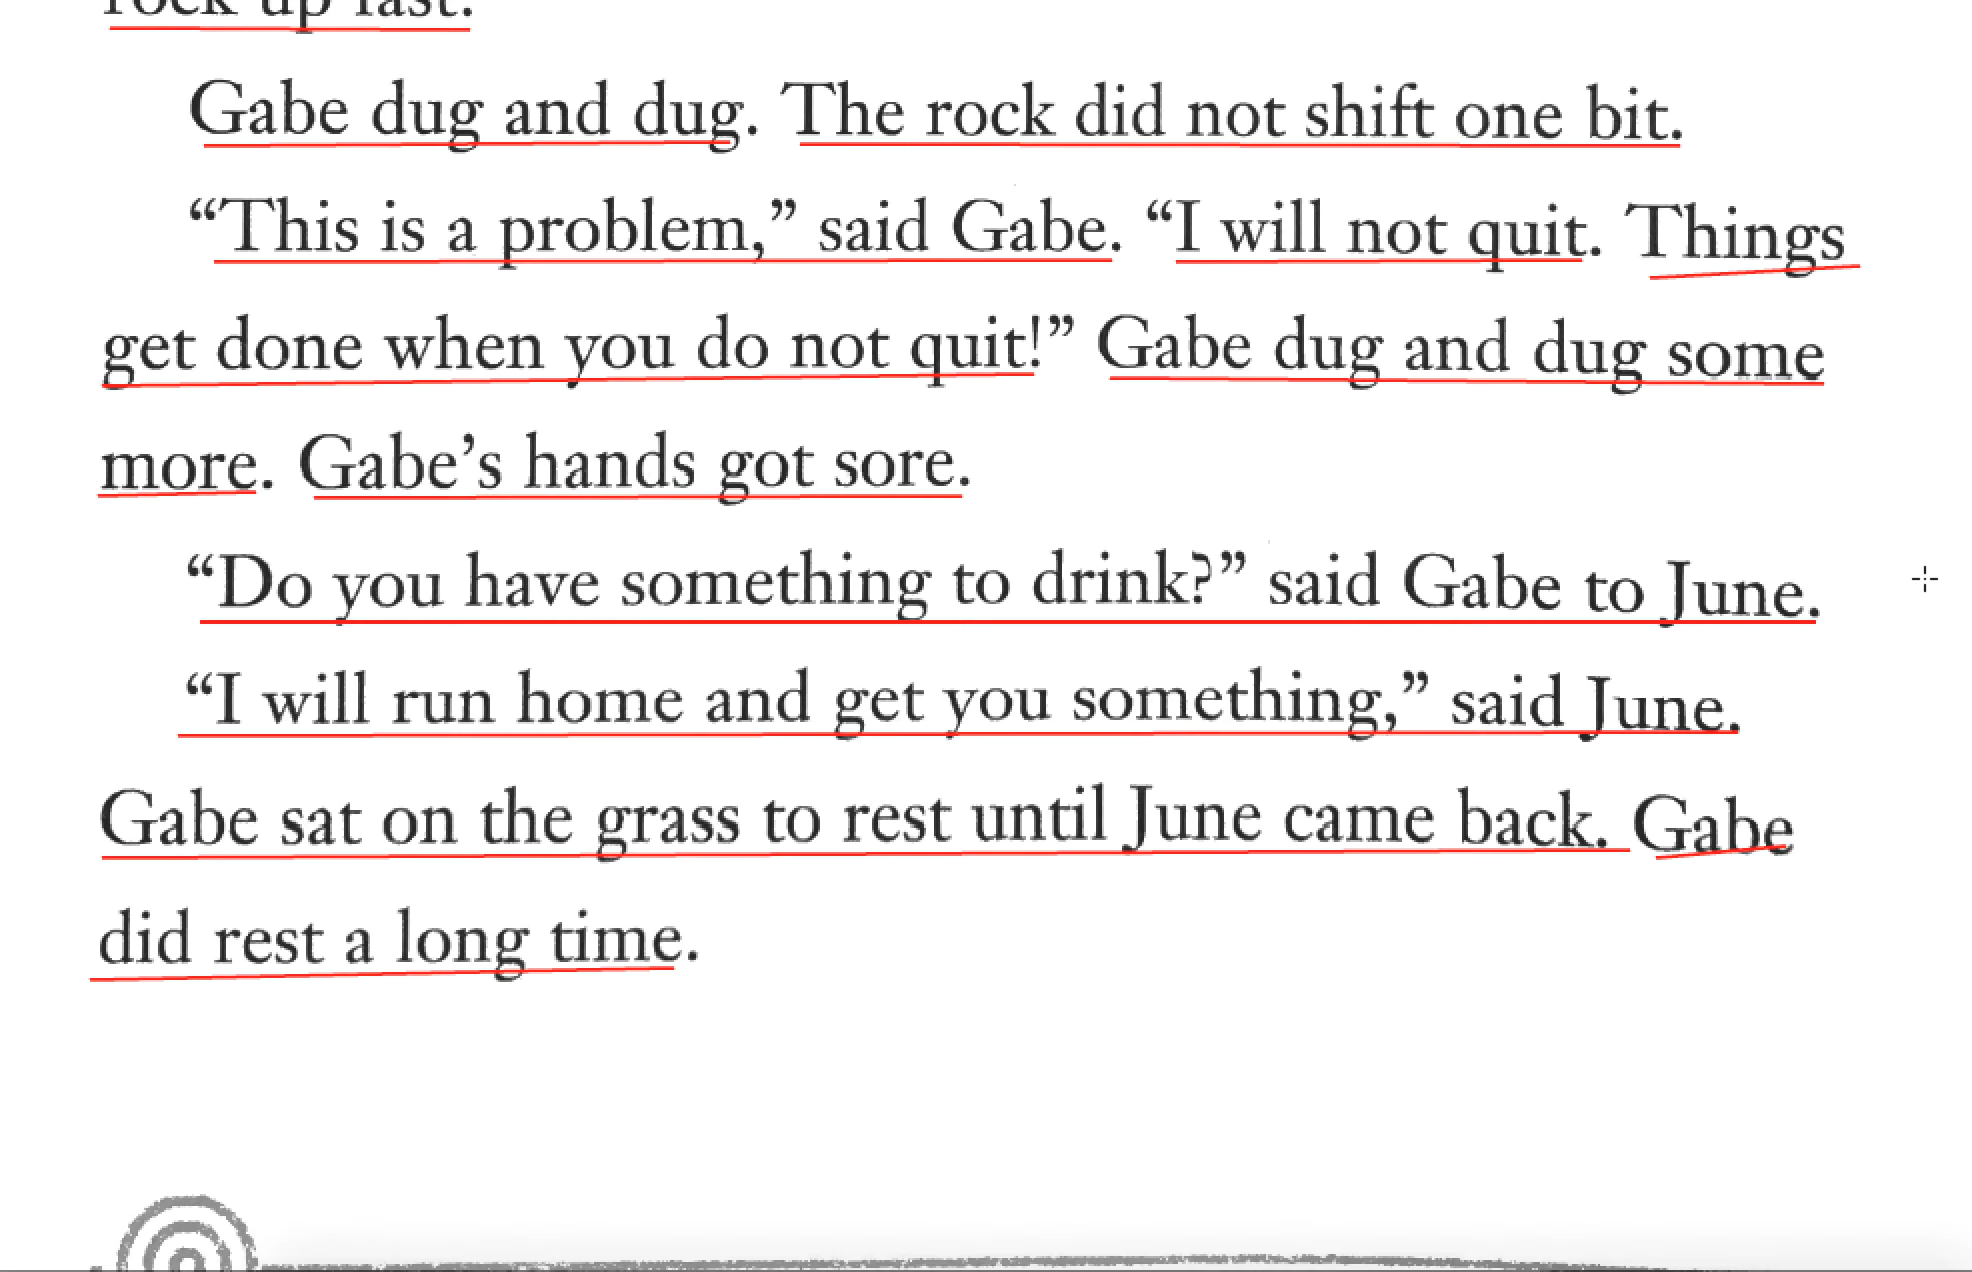 rock up fast.
Gabe dug and dug. The rock did not shift one bit.
“This is a problem,” said Gabe. “I will not quit. Things
get done when you do not quit!” Gabe dug and dug some
more. Gabe’s hands got sore.
“Do you have something to drink?” said Gabe to June.
“I will run home and get you something,” said June.
Gabe sat on the grass to rest until June came back. Gabe
did rest a long time.